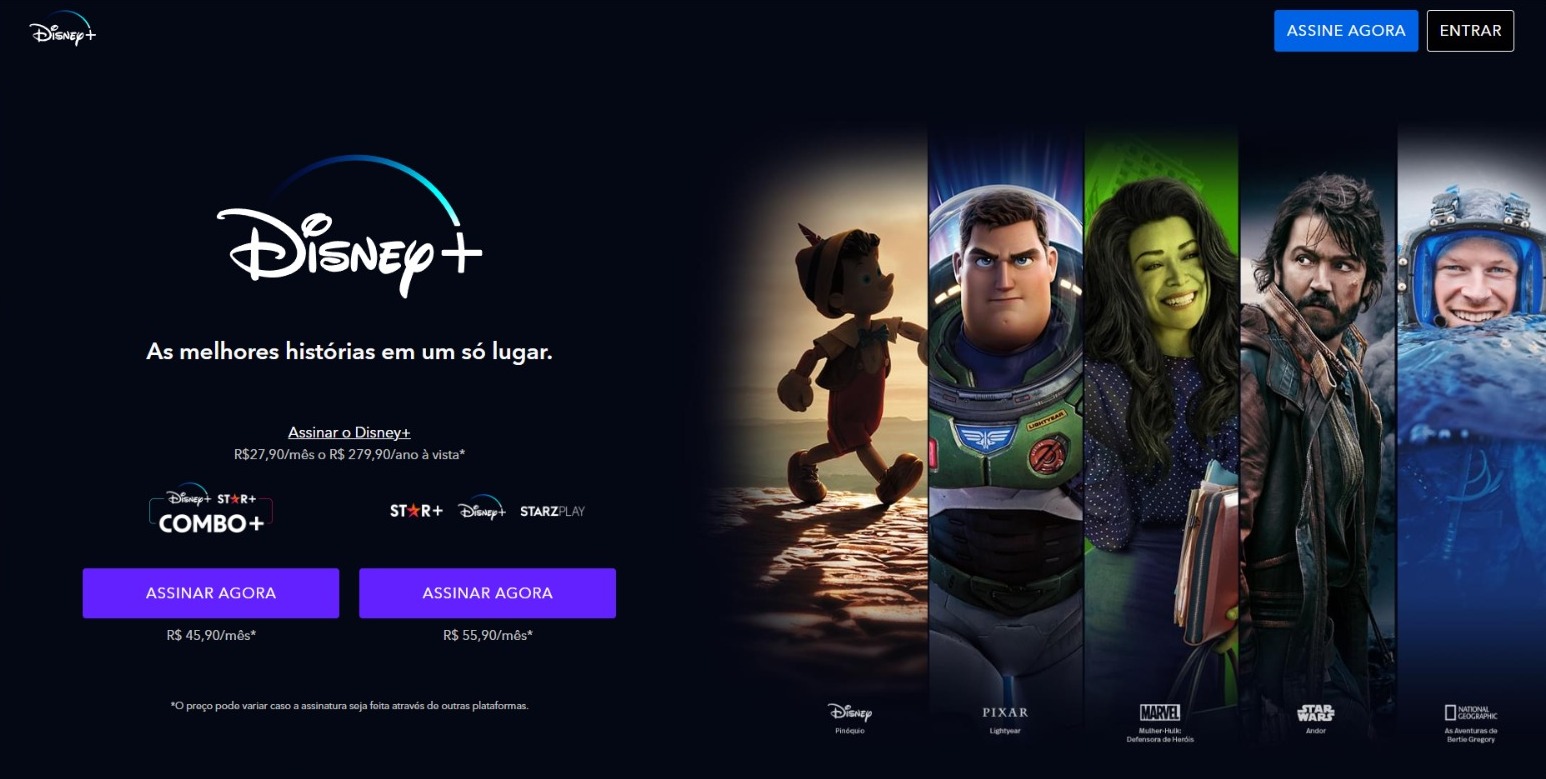 Disney+
ASSINE AGORA
ENTRAR
Disney+
As melhores histórias em um só lugar.
Assinar o Disney+
R$27,90/mês o R$ 279,90/ano à vista*
Disney+ STAR+
COMBO+
STAR+ Disney+ STARZPLAY
ASSINAR AGORA
ASSINAR AGORA
R$ 45,90/mês*
R$ 55,90/mês*
*O preço pode variar caso a assinatura seja feita através de outras plataformas.
LIGHTYEAR
Disney
Pinóquio
PIXAR
Lightyear
MARVEL
Mulher-Hulk:
Defensora de Heróis
STAR WARS
Andor
NATIONAL GEOGRAPHIC
As Aventuras de
Bertie Gregory